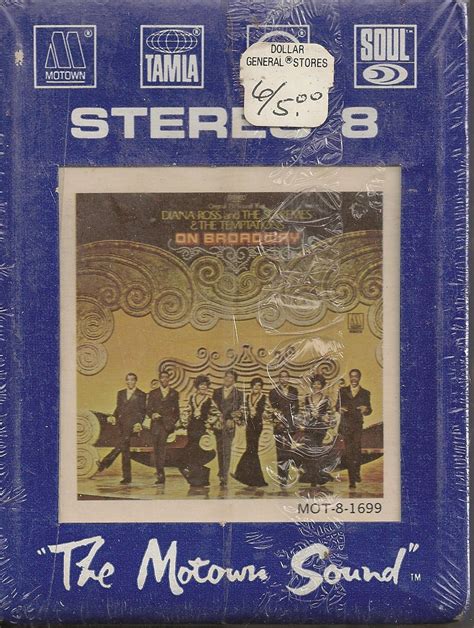 DOLLAR
GENERAL® STORES
6/5.00
MOTOWN
TAMLA
SOUL
STEREO 8
DIANA ROSS and THE SUPREMES
& THE TEMPTATIONS
ON BROADWAY
MOT-8-1699
"The Motown Sound"™